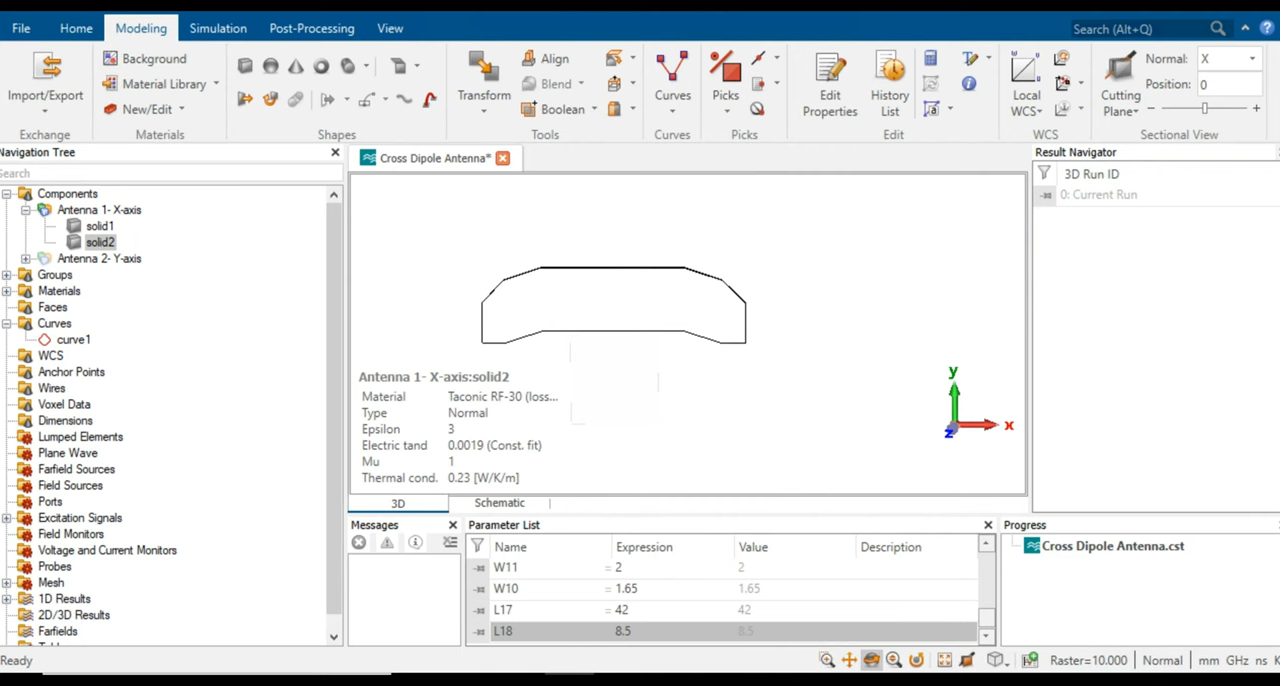 File Home Modeling Simulation Post-Processing View Search (Alt+Q)
Import/Export
Exchange
Background
Material Library
New/Edit
Materials
Shapes
Transform
Align
Blend
Boolean
Tools
Curves
Curves
Picks
Picks
Edit
Properties
History
List
Edit
Local
WCS
WCS
Cutting
Plane
Normal: X
Position: 0
Sectional View
Navigation Tree
Search
Components
Antenna 1- X-axis
solid1
solid2
Antenna 2- Y-axis
Groups
Materials
Faces
Curves
curve1
WCS
Anchor Points
Wires
Voxel Data
Dimensions
Lumped Elements
Plane Wave
Farfield Sources
Field Sources
Ports
Excitation Signals
Field Monitors
Voltage and Current Monitors
Probes
Mesh
1D Results
2D/3D Results
Farfields
Cross Dipole Antenna*
Antenna 1- X-axis:solid2
Material Taconic RF-30 (loss...
Type Normal
Epsilon 3
Electric tand 0.0019 (Const. fit)
Mu 1
Thermal cond. 0.23 [W/K/m]
y
x
z
3D Schematic
Result Navigator
3D Run ID
0: Current Run
Messages
Parameter List
Name Expression Value Description
W11 = 2 2
W10 = 1.65 1.65
L17 = 42 42
L18 8.5 8.5
Progress
Cross Dipole Antenna.cst
Ready
Raster=10.000 Normal mm GHz ns K